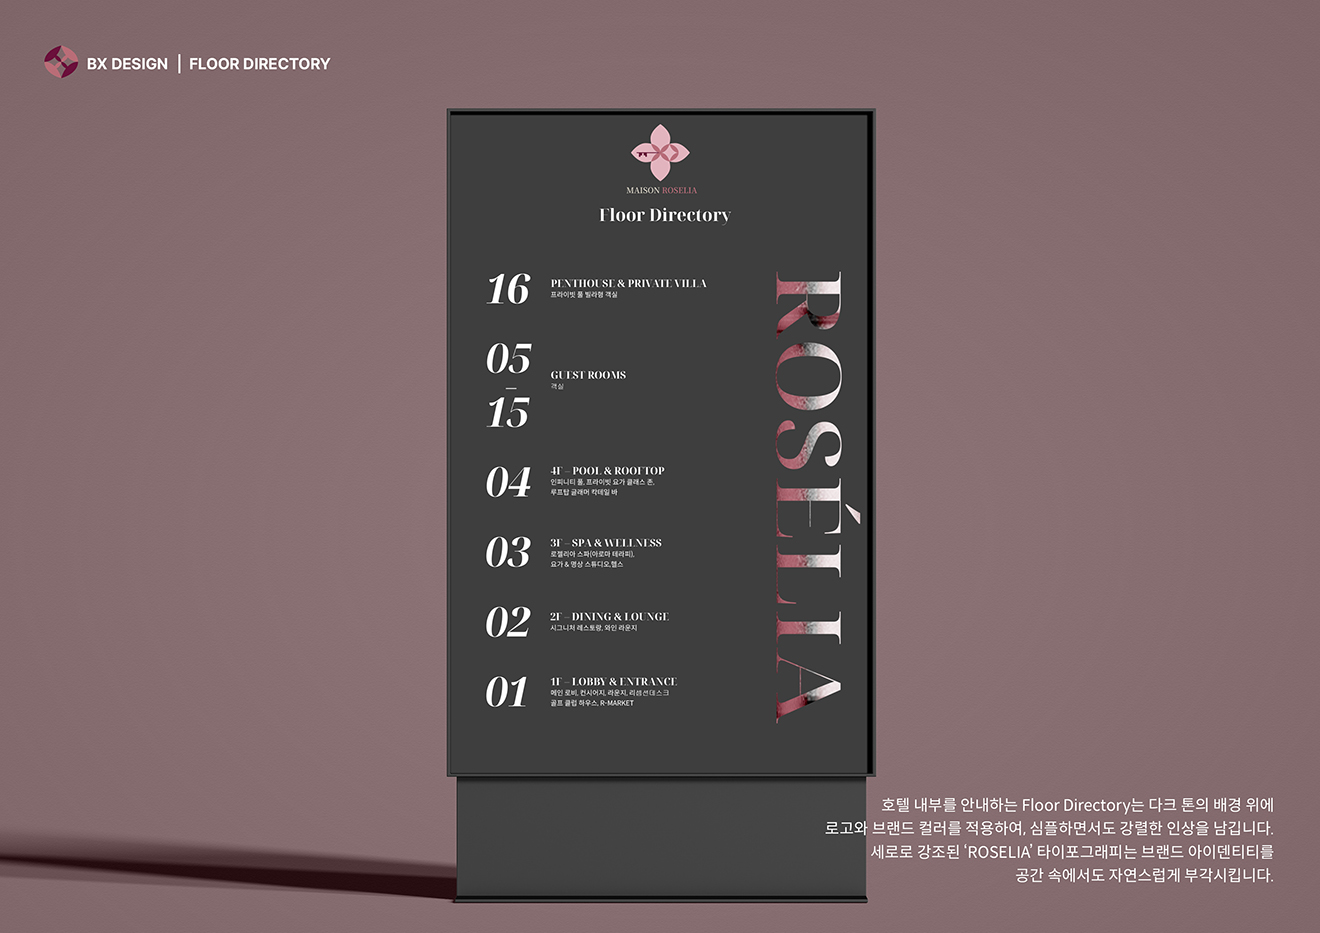 BX DESIGN | FLOOR DIRECTORY
MAISON ROSELIA
Floor Directory
16
PENTHOUSE & PRIVATE VILLA
프라이빗 풀 빌라형 객실
05
–
15
GUEST ROOMS
객실
04
4F – POOL & ROOFTOP
인피니티 풀, 프라이빗 요가 클래스 존,
루프탑 글래머 칵테일 바
03
3F – SPA & WELLNESS
로젤리아 스파(아로마 테라피),
요가 & 명상 스튜디오,헬스
02
2F – DINING & LOUNGE
시그니처 레스토랑, 와인 라운지
01
1F – LOBBY & ENTRANCE
메인 로비, 컨시어지, 라운지, 리셉션데스크
골프 클럽 하우스, R-MARKET
ROSÉLIA
호텔 내부를 안내하는 Floor Directory는 다크 톤의 배경 위에
로고와 브랜드 컬러를 적용하여, 심플하면서도 강렬한 인상을 남깁니다.
세로로 강조된 ‘ROSELIA’ 타이포그래피는 브랜드 아이덴티티를
공간 속에서도 자연스럽게 부각시킵니다.